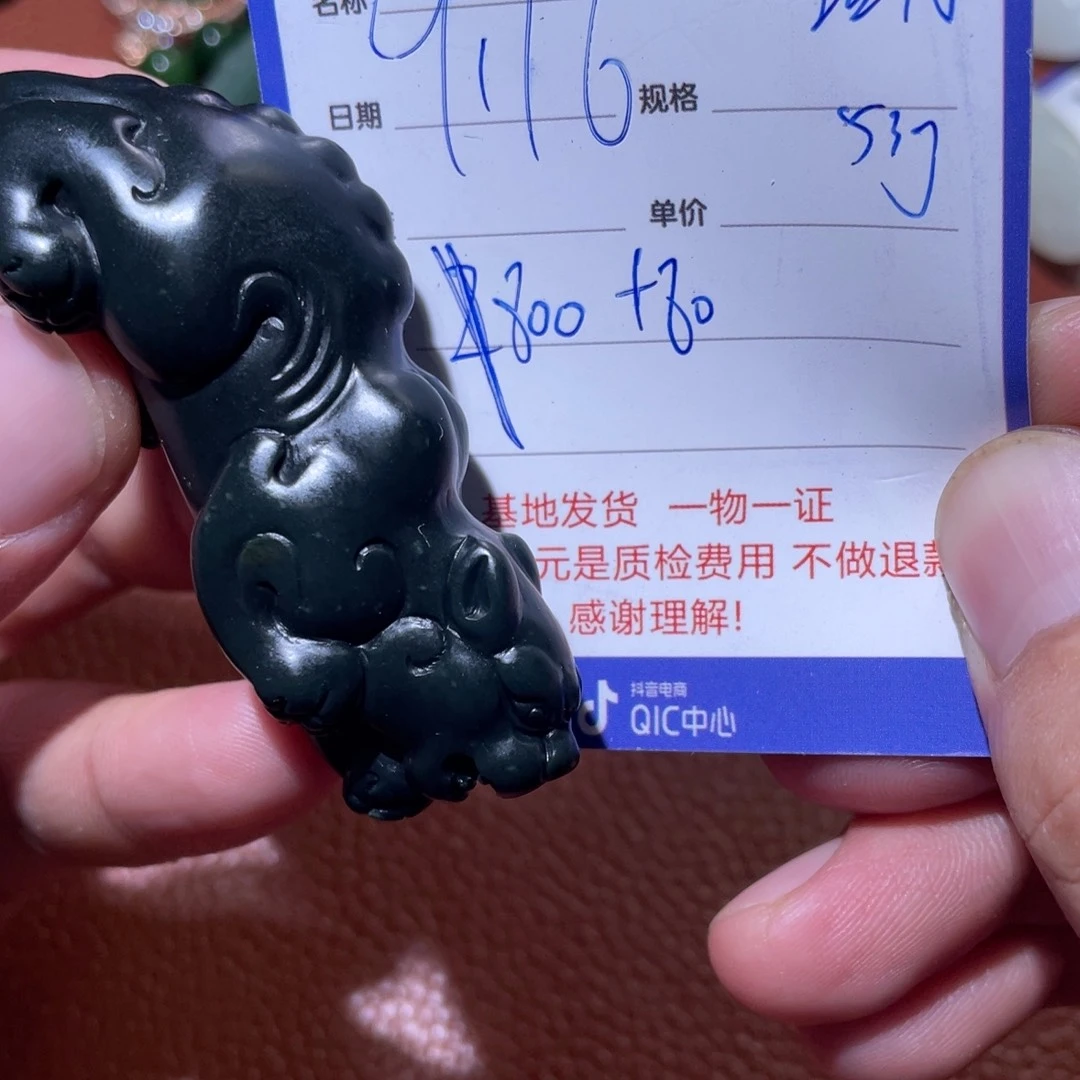 名称
日期 9.16 规格
53g
单价
800 +80
基地发货 一物一证
元是质检费用 不做退款
感谢理解!
抖音电商
QIC中心